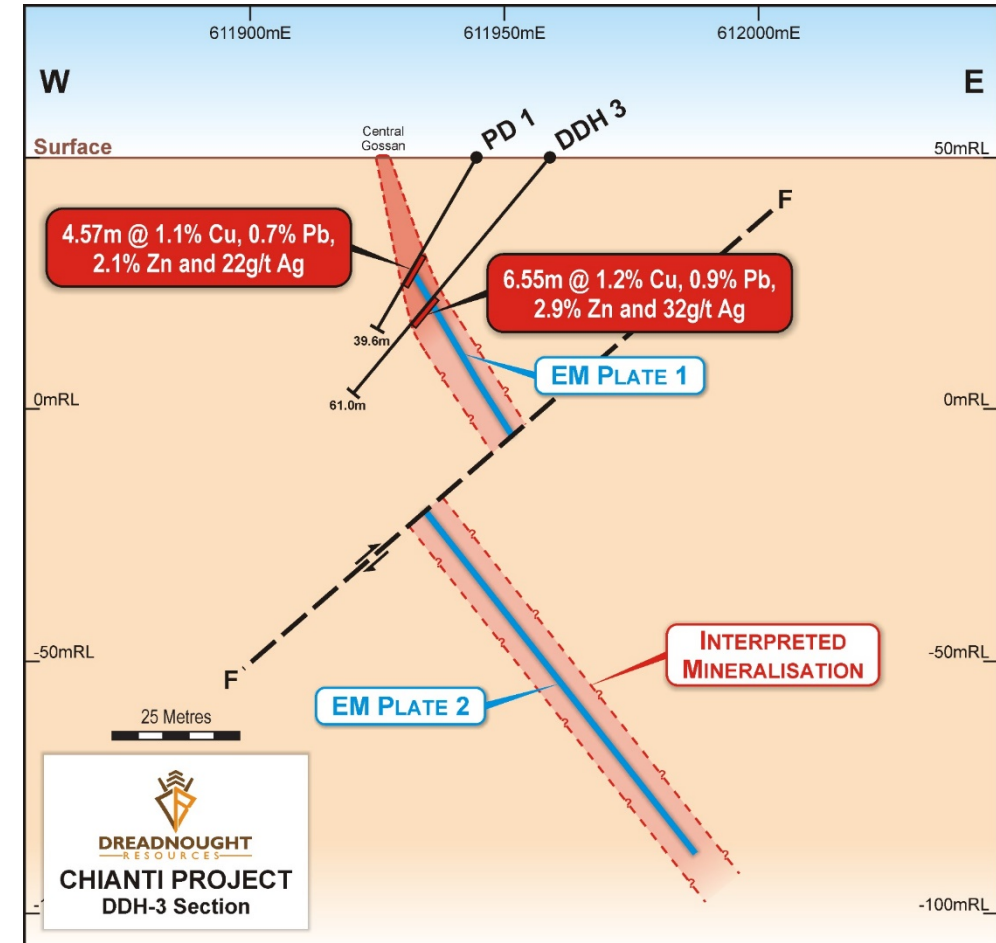 611900mE
611950mE
612000mE
W
E
Central
Gossan
PD 1
DDH 3
Surface
50mRL
F
4.57m @ 1.1% Cu, 0.7% Pb,
2.1% Zn and 22g/t Ag
6.55m @ 1.2% Cu, 0.9% Pb,
2.9% Zn and 32g/t Ag
39.6m
EM PLATE 1
61.0m
0mRL
0mRL
?
?
?
?
?
?
?
?
?
?
?
?
INTERPRETED
MINERALISATION
-50mRL
-50mRL
F
EM PLATE 2
25 Metres
DREADNOUGHT
RESOURCES
CHIANTI PROJECT
DDH-3 Section
-100mRL